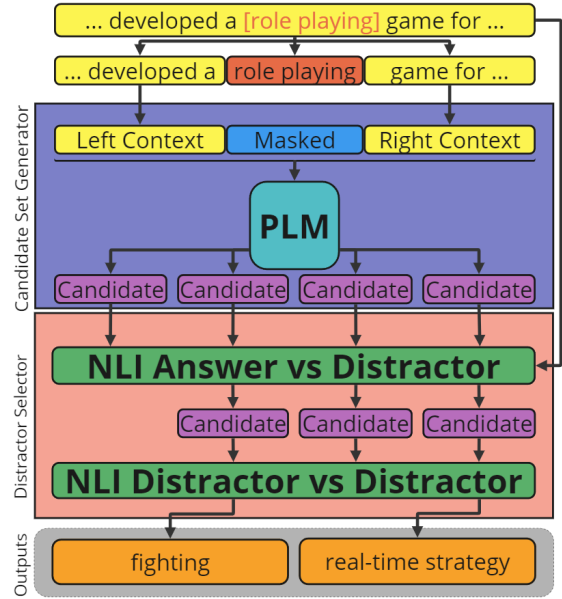 ... developed a [role playing] game for ...
... developed a role playing game for ...
Candidate Set Generator
Left Context Masked Right Context
PLM
Candidate Candidate Candidate Candidate
Distractor Selector
NLI Answer vs Distractor
Candidate Candidate Candidate
NLI Distractor vs Distractor
Outputs
fighting real-time strategy